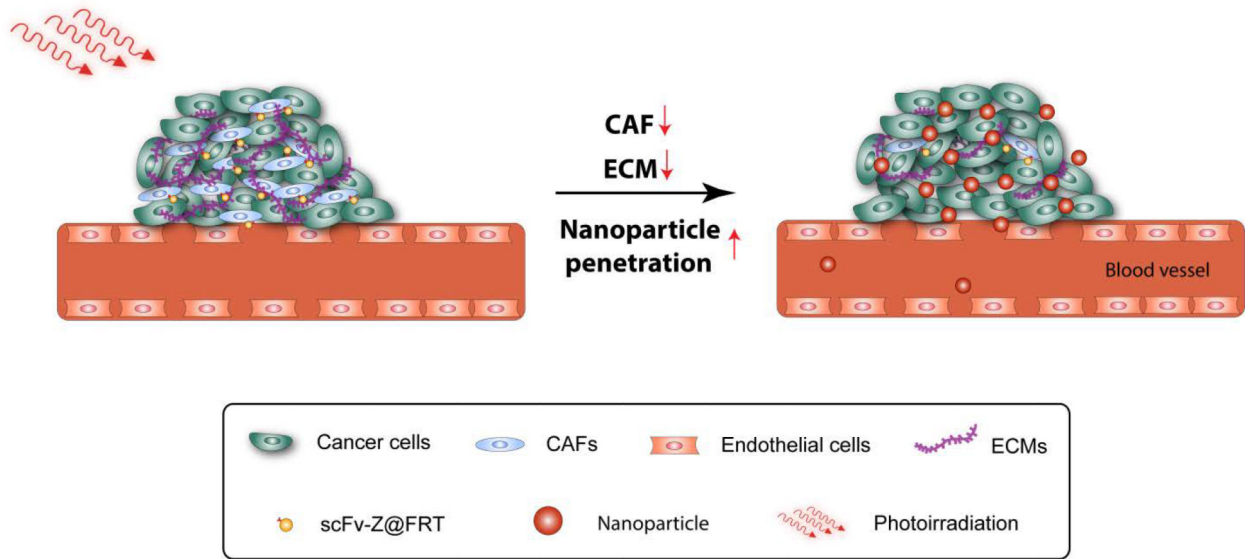 CAF↓
ECM↓
Nanoparticle ↑
penetration
Blood vessel
Cancer cells
CAFs
Endothelial cells
ECMs
scFv-Z@FRT
Nanoparticle
Photoirradiation